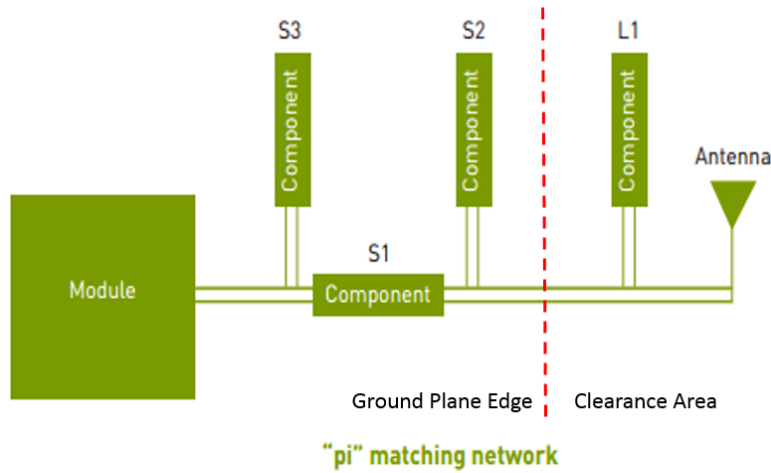 S3
S2
L1
Component
Component
Component
Antenna
S1
Module
Component
Ground Plane Edge
Clearance Area
“pi” matching network